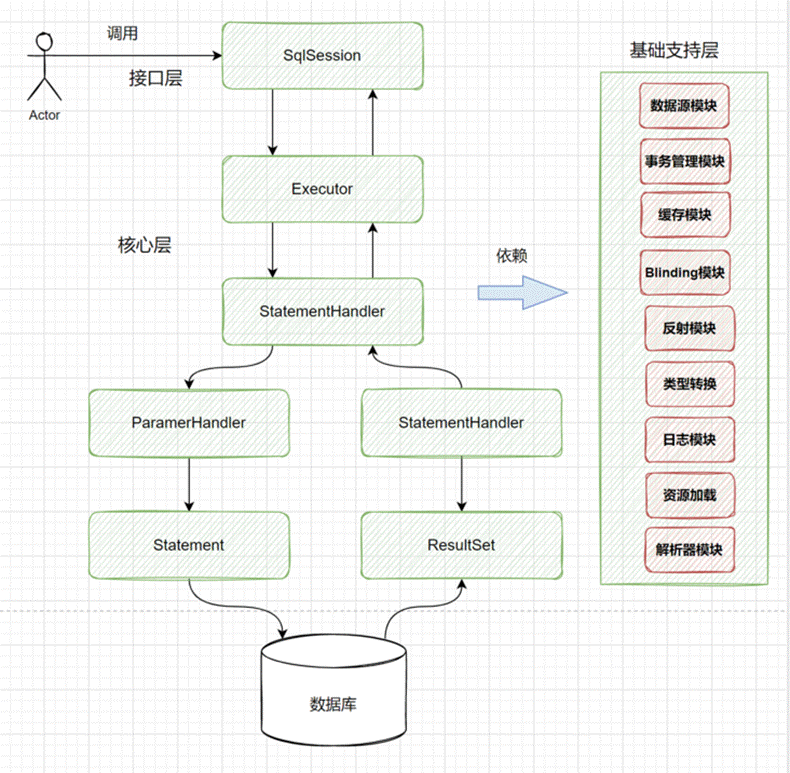 调用
SqlSession
接口层
Actor
基础支持层
数据源模块
事务管理模块
缓存模块
Blinding模块
反射模块
类型转换
日志模块
资源加载
解析器模块
Executor
核心层
依赖
StatementHandler
ParamerHandler
StatementHandler
Statement
ResultSet
数据库